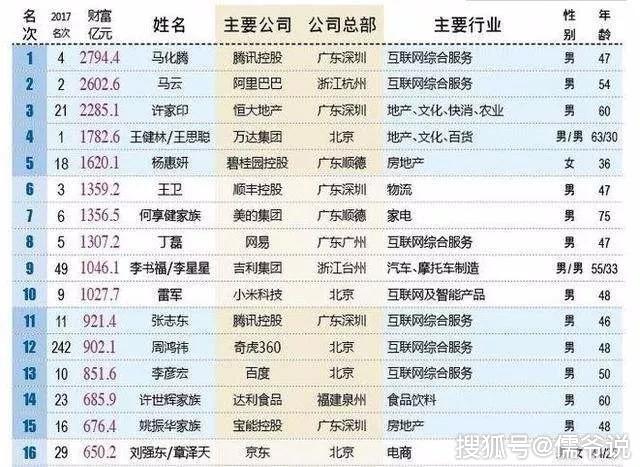 名次 2017名次 财富亿元 姓名 主要公司 公司总部 主要行业 性别 年龄
1 4 2794.4 马化腾 腾讯控股 广东深圳 互联网综合服务 男 47
2 2 2602.6 马云 阿里巴巴 浙江杭州 互联网综合服务 男 54
3 21 2285.1 许家印 恒大地产 广东深圳 地产、文化、快消、农业 男 60
4 1 1782.6 王健林/王思聪 万达集团 北京 地产、文化、百货 男/男 63/30
5 18 1620.1 杨惠妍 碧桂园控股 广东顺德 房地产 女 36
6 3 1359.2 王卫 顺丰控股 广东深圳 物流 男 47
7 6 1356.5 何享健家族 美的集团 广东顺德 家电 男 75
8 5 1307.2 丁磊 网易 广东广州 互联网综合服务 男 47
9 49 1046.1 李书福/李星星 吉利集团 浙江台州 汽车、摩托车制造 男/男 55/33
10 9 1027.7 雷军 小米科技 北京 互联网及智能产品 男 48
11 11 921.4 张志东 腾讯控股 广东深圳 互联网综合服务 男 46
12 242 902.1 周鸿祎 奇虎360 北京 互联网综合服务 男 48
13 10 851.6 李彦宏 百度 北京 互联网综合服务 男 50
14 23 685.9 许世辉家族 达利食品 福建泉州 食品饮料 男 60
15 16 676.4 姚振华家族 宝能控股 广东深圳 房地产 男 48
16 29 650.2 刘强东/章泽天 京东 北京 电商
搜狐号@儒爷说